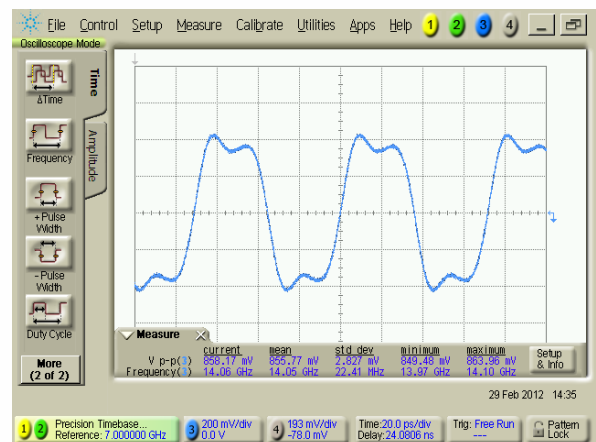 File Control Setup Measure Calibrate Utilities Apps Help 1 2 3 4
Oscilloscope Mode
Time
Amplitude
ΔTime
Frequency
+ Pulse
Width
- Pulse
Width
Duty Cycle
More
(2 of 2)
Measure
current mean std dev minimum maximum
V p-p(3) 858.17 mV 855.77 mV 2.827 mV 849.48 mV 863.96 mV
Frequency(3) 14.06 GHz 14.05 GHz 22.41 MHz 13.97 GHz 14.10 GHz
Setup
& Info
29 Feb 2012 14:35
1 2 Precision Timebase...
Reference: 7.000000 GHz
3 200 mV/div
0.0 V
4 193 mV/div
-78.0 mV
Time:20.0 ps/div
Delay:24.0806 ns
Trig: Free Run
---
Pattern
Lock